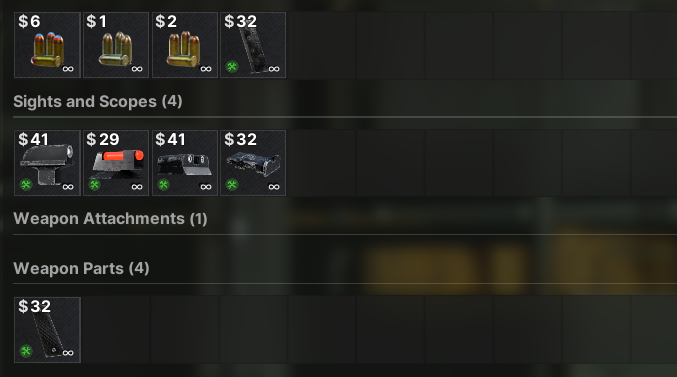 $6 $1 $2 $32
∞ ∞ ∞ ∞
Sights and Scopes (4)
$41 $29 $41 $32
∞ ∞ ∞ ∞
Weapon Attachments (1)
Weapon Parts (4)
$32
∞